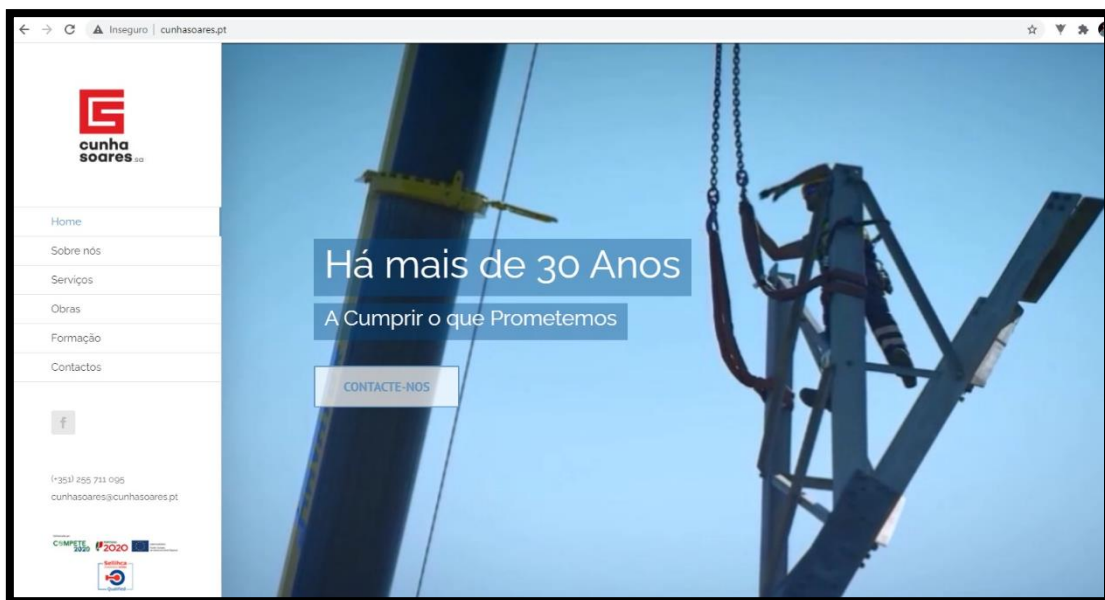 Inseguro | cunhasoares.pt
cunha
soares.sa
Home
Sobre nós
Serviços
Obras
Formação
Contactos
(+351) 255 711 095
cunhasoares@cunhasoares.pt
COMPETE
2020
2020
Há mais de 30 Anos
A Cumprir o que Prometemos
CONTACTE-NOS